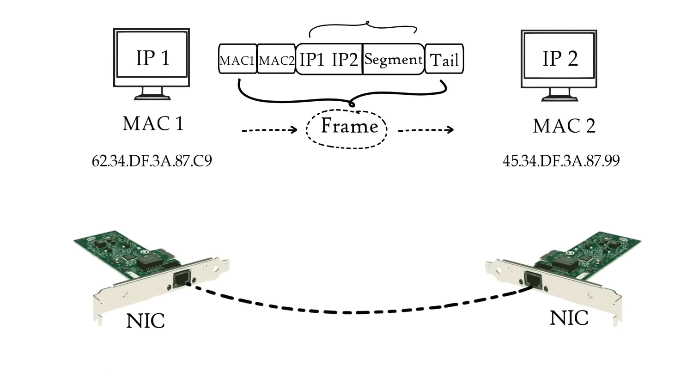 IP 1
MAC1 MAC2 IP1 IP2 Segment Tail
IP 2
MAC 1
Frame
MAC 2
62.34.DF.3A.87.C9
45.34.DF.3A.87.99
NIC
NIC